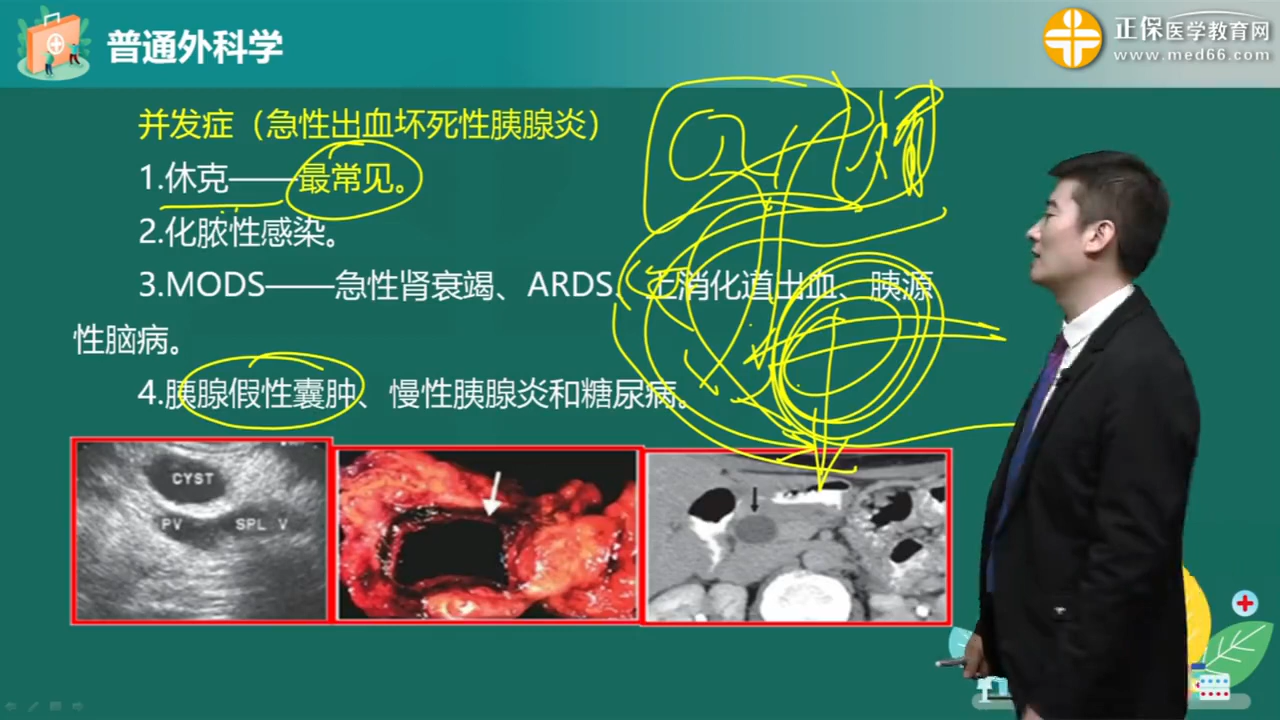 普通外科学
正保医学教育网
www.med66.com
并发症（急性出血坏死性胰腺炎）
1.休克——最常见。
2.化脓性感染。
3.MODS——急性肾衰竭、ARDS、上消化道出血、胰源
性脑病。
4.胰腺假性囊肿、慢性胰腺炎和糖尿病。
CYST
PV SPL V